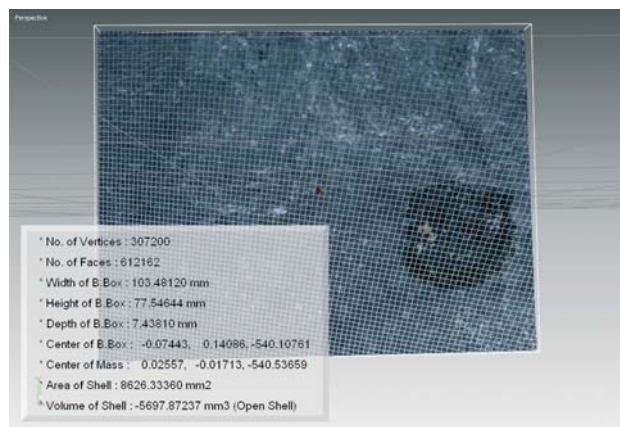 Perspective
* No. of Vertices : 307200
* No. of Faces : 612162
* Width of B.Box : 103.48120 mm
* Height of B.Box : 77.54644 mm
* Depth of B.Box : 7.43810 mm
* Center of B.Box : -0.07443, 0.14086, -540.10761
* Center of Mass : 0.02557, -0.01713, -540.53659
* Area of Shell : 8626.33360 mm2
* Volume of Shell : -5697.87237 mm3 (Open Shell)